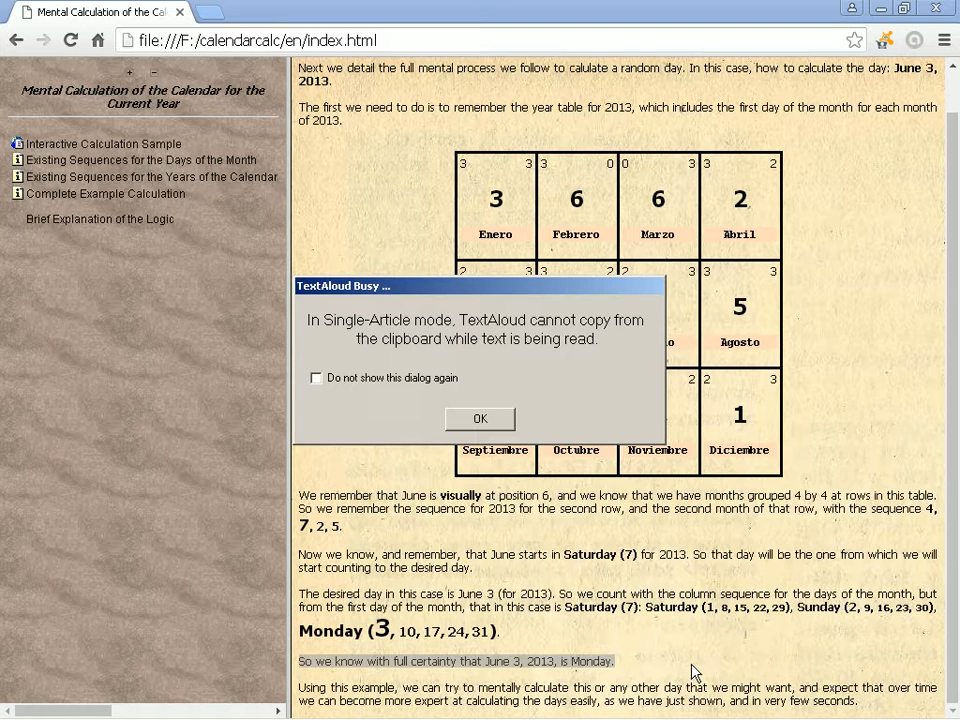 Mental Calculation of the Cal
file:///F:/calendarcalc/en/index.html
+ -
Mental Calculation of the Calendar for the
Current Year
Interactive Calculation Sample
Existing Sequences for the Days of the Month
Existing Sequences for the Years of the Calendar
Complete Example Calculation
Brief Explanation of the Logic
Next we detail the full mental process we follow to calulate a random day. In this case, how to calculate the day: June 3,
2013.
The first we need to do is to remember the year table for 2013, which includes the first day of the month for each month
of 2013.
3 3 3 0 0 3 3 2
3 6 6 2
Enero Febrero Marzo Abril
2 3 3 2 2 3 3 3
5
o Agosto
2 2 3
1
Septiembre Octubre Noviembre Diciembre
TextAloud Busy ...
In Single-Article mode, TextAloud cannot copy from
the clipboard while text is being read.
Do not show this dialog again
OK
We remember that June is visually at position 6, and we know that we have months grouped 4 by 4 at rows in this table.
So we remember the sequence for 2013 for the second row, and the second month of that row, with the sequence 4,
7, 2, 5.
Now we know, and remember, that June starts in Saturday (7) for 2013. So that day will be the one from which we will
start counting to the desired day.
The desired day in this case is June 3 (for 2013). So we count with the column sequence for the days of the month, but
from the first day of the month, that in this case is Saturday (7): Saturday (1, 8, 15, 22, 29), Sunday (2, 9, 16, 23, 30),
Monday (3, 10, 17, 24, 31).
So we know with full certainty that June 3, 2013, is Monday.
Using this example, we can try to mentally calculate this or any other day that we might want, and expect that over time
we can become more expert at calculating the days easily, as we have just shown, and in very few seconds.